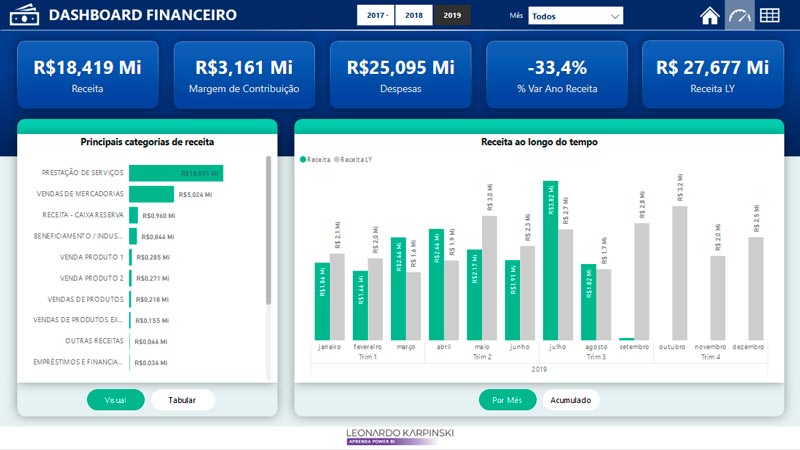 DASHBOARD FINANCEIRO
2017
2018
2019
Mês
Todos
R$18,419 Mi
Receita
R$3,161 Mi
Margem de Contribuição
R$25,095 Mi
Despesas
-33,4%
% Var Ano Receita
R$ 27,677 Mi
Receita LY
Principais categorias de receita
PRESTAÇÃO DE SERVIÇOS
VENDAS DE MERCADORIAS R$5,024 Mi
RECEITA - CAIXA RESERVA R$0,960 Mi
BENEFICIAMENTO / INDUS... R$0,844 Mi
VENDA PRODUTO 1 R$0,285 Mi
VENDA PRODUTO 2 R$0,271 Mi
VENDAS DE PRODUTOS R$0,218 Mi
VENDAS DE PRODUTOS EX... R$0,155 Mi
OUTRAS RECEITAS R$0,046 Mi
EMPRÉSTIMOS E FINANCIA... R$0,034 Mi
Visual
Tabular
Receita ao longo do tempo
Receita Receita LY
R$1,86 Mi R$ 2,1 Mi
R$1,66 Mi R$ 2,0 Mi
R$2,46 Mi R$ 1,6 Mi
R$2,66 Mi R$ 1,9 Mi
R$2,17 Mi R$ 3,0 Mi
R$1,91 Mi R$ 2,3 Mi
R$3,82 Mi R$ 2,7 Mi
R$1,82 Mi R$ 1,7 Mi
R$ 2,8 Mi
R$ 3,2 Mi
R$ 2,0 Mi
R$ 2,5 Mi
janeiro fevereiro março abril maio junho julho agosto setembro outubro novembro dezembro
Trim 1 Trim 2 Trim 3 Trim 4
2019
Por Mês
Acumulado
LEONARDO KARPINSKI
APRENDA POWER BI